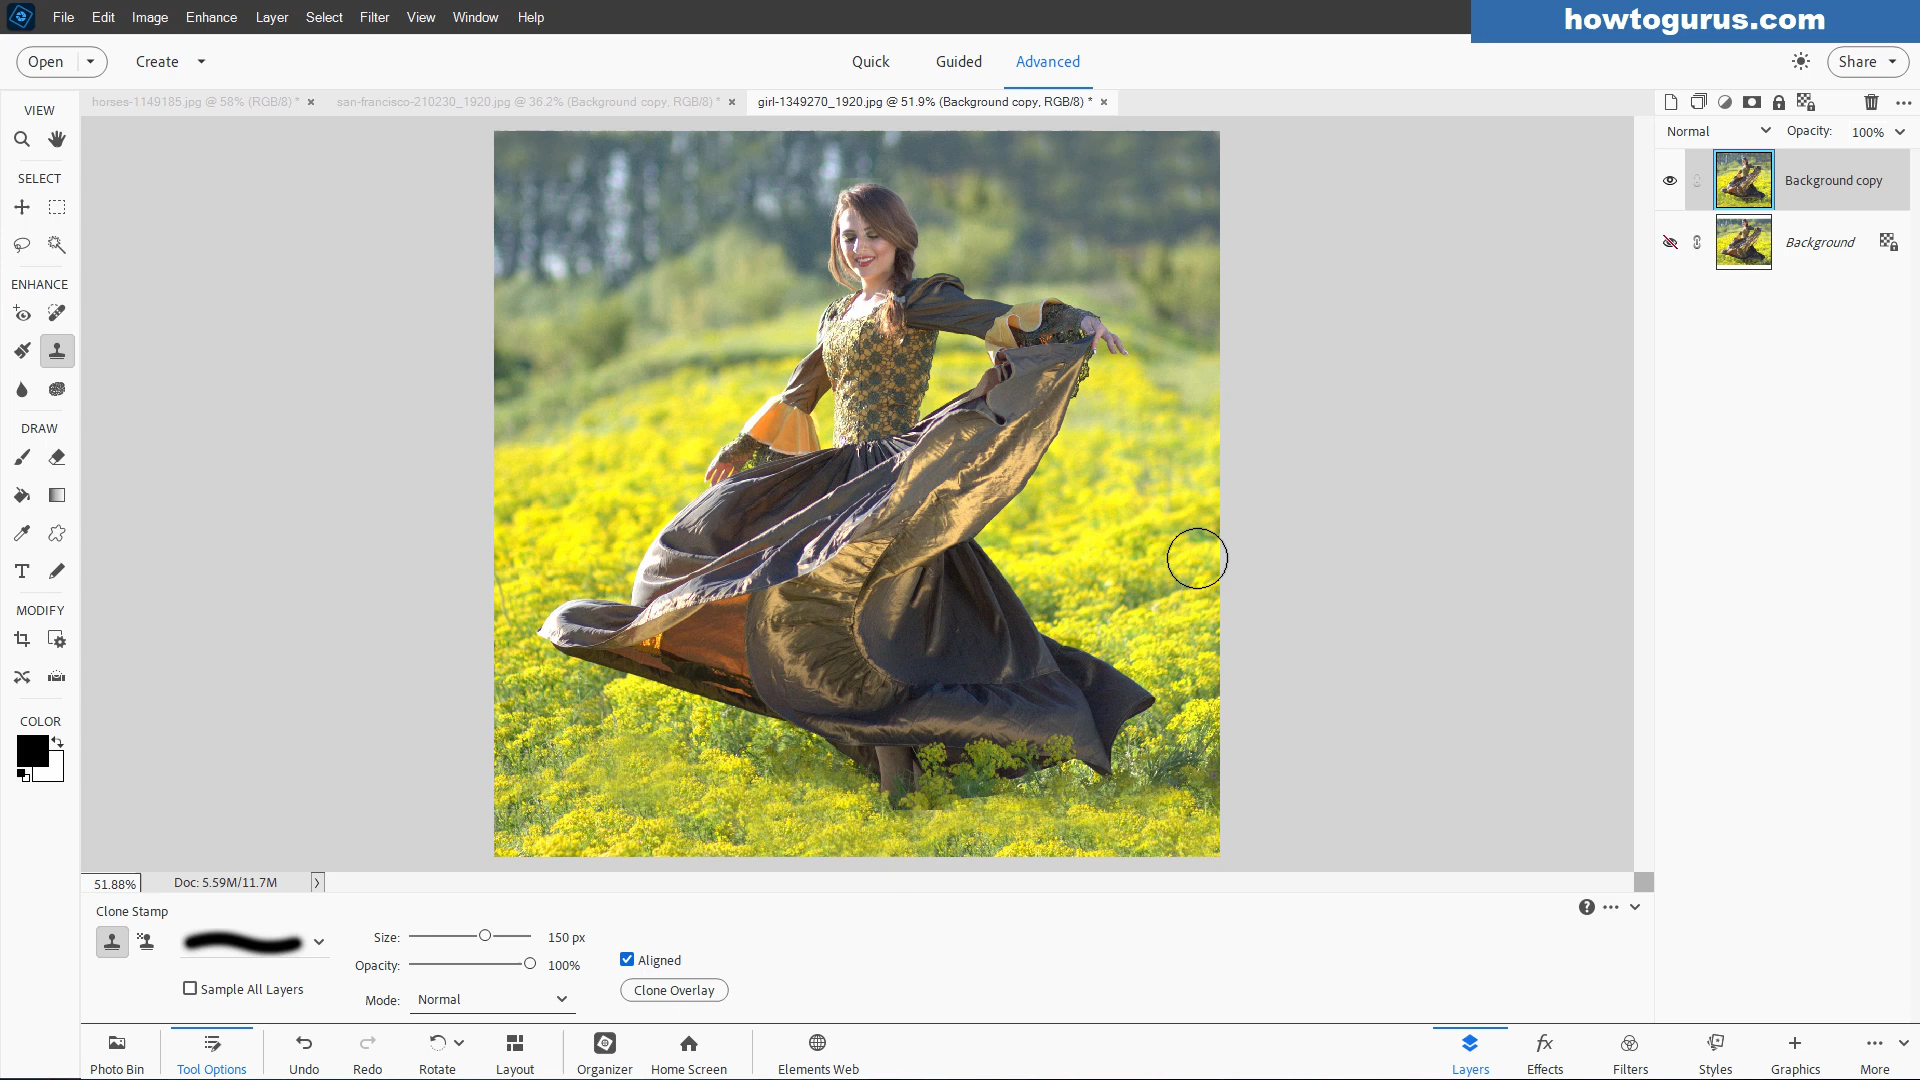 File Edit Image Enhance Layer Select Filter View Window Help
howtogurus.com
Open Create Quick Guided Advanced Share
horses-1149185.jpg @ 58% (RGB/8) * san-francisco-210230_1920.jpg @ 36.2% (Background copy, RGB/8) * girl-1349270_1920.jpg @ 51.9% (Background copy, RGB/8) *
VIEW
SELECT
ENHANCE
DRAW
MODIFY
COLOR
Normal Opacity: 100%
Background copy
Background
51.88% Doc: 5.59M/11.7M
Clone Stamp
Size: 150 px
Opacity: 100%
Mode: Normal
Sample All Layers
Aligned
Clone Overlay
Photo Bin Tool Options Undo Redo Rotate Layout Organizer Home Screen Elements Web Layers Effects Filters Styles Graphics More